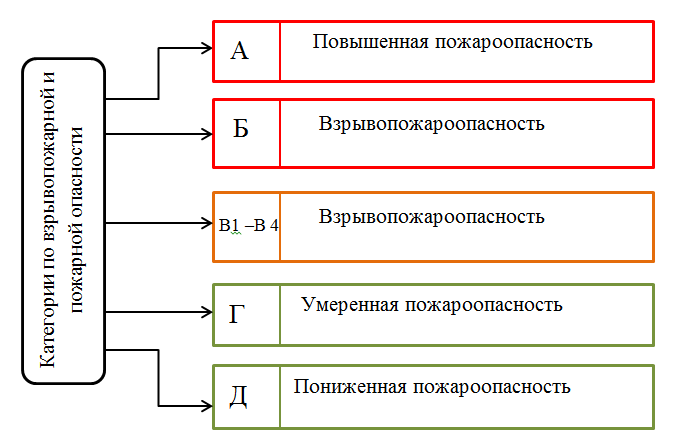 Категории по взрывопожарной и
пожарной опасности
А
Повышенная пожароопасность
Б
Взрывопожароопасность
В1 –В 4
Взрывопожароопасность
Г
Умеренная пожароопасность
Д
Пониженная пожароопасность